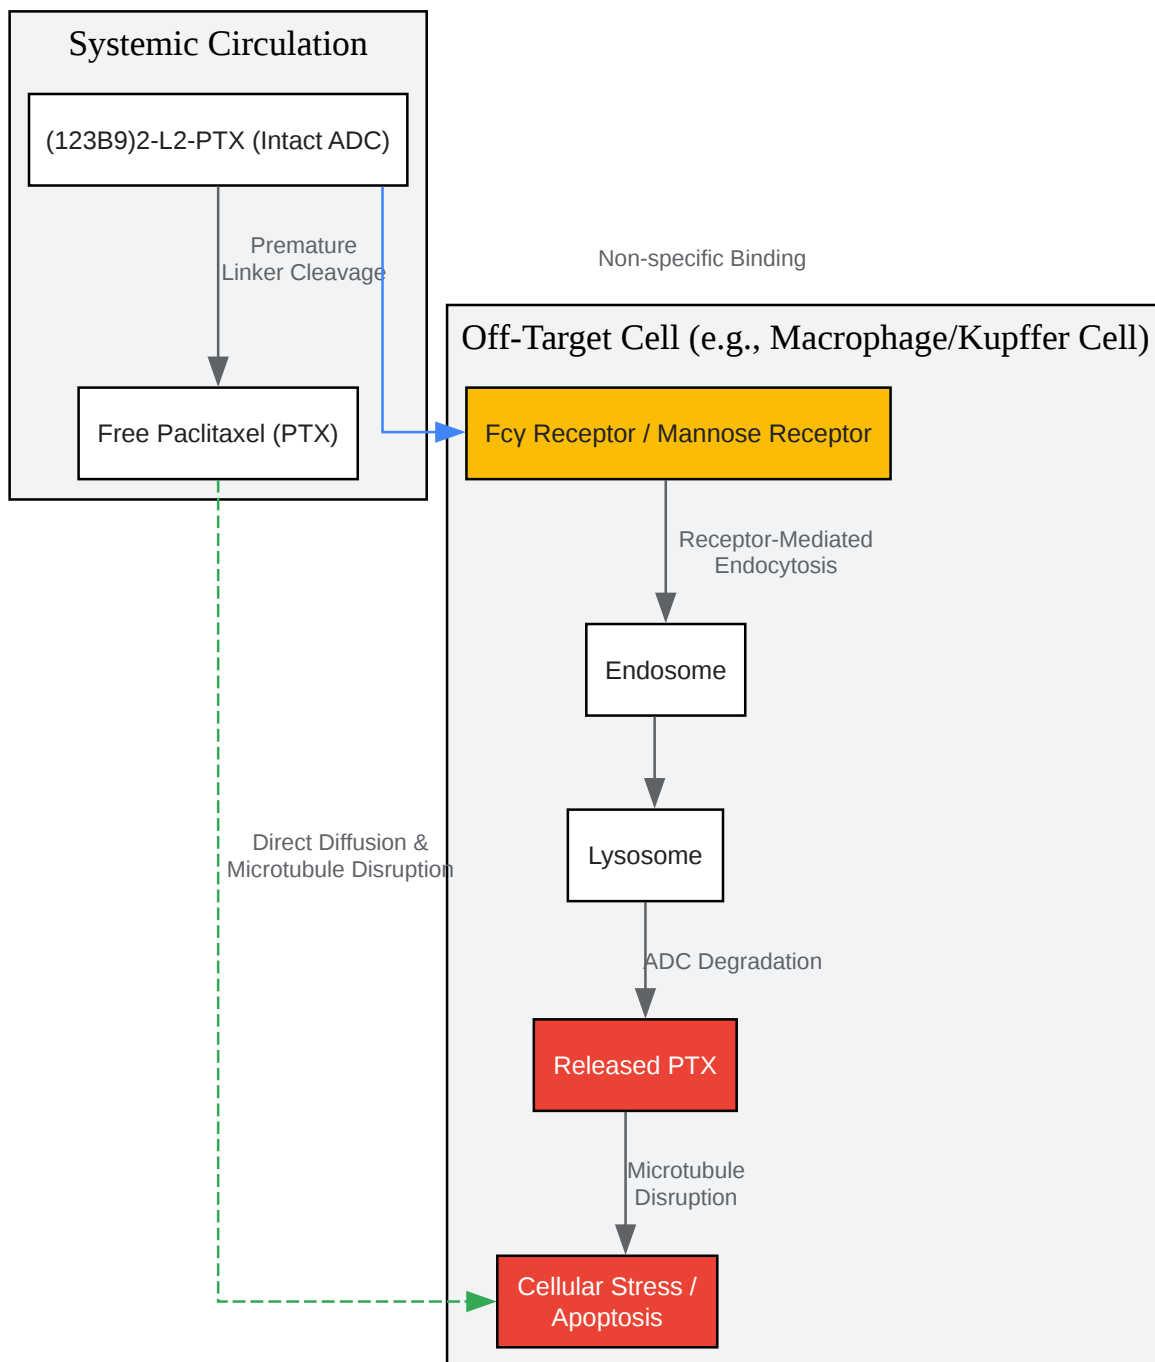 Systemic Circulation
(123B9)2-L2-PTX (Intact ADC)
Premature
Linker Cleavage
Non-specific Binding
Off-Target Cell (e.g., Macrophage/Kupffer Cell)
Free Paclitaxel (PTX)
Fcγ Receptor / Mannose Receptor
Receptor-Mediated
Endocytosis
Endosome
Direct Diffusion &
Microtubule Disruption
Lysosome
ADC Degradation
Released PTX
Microtubule
Disruption
Cellular Stress /
Apoptosis